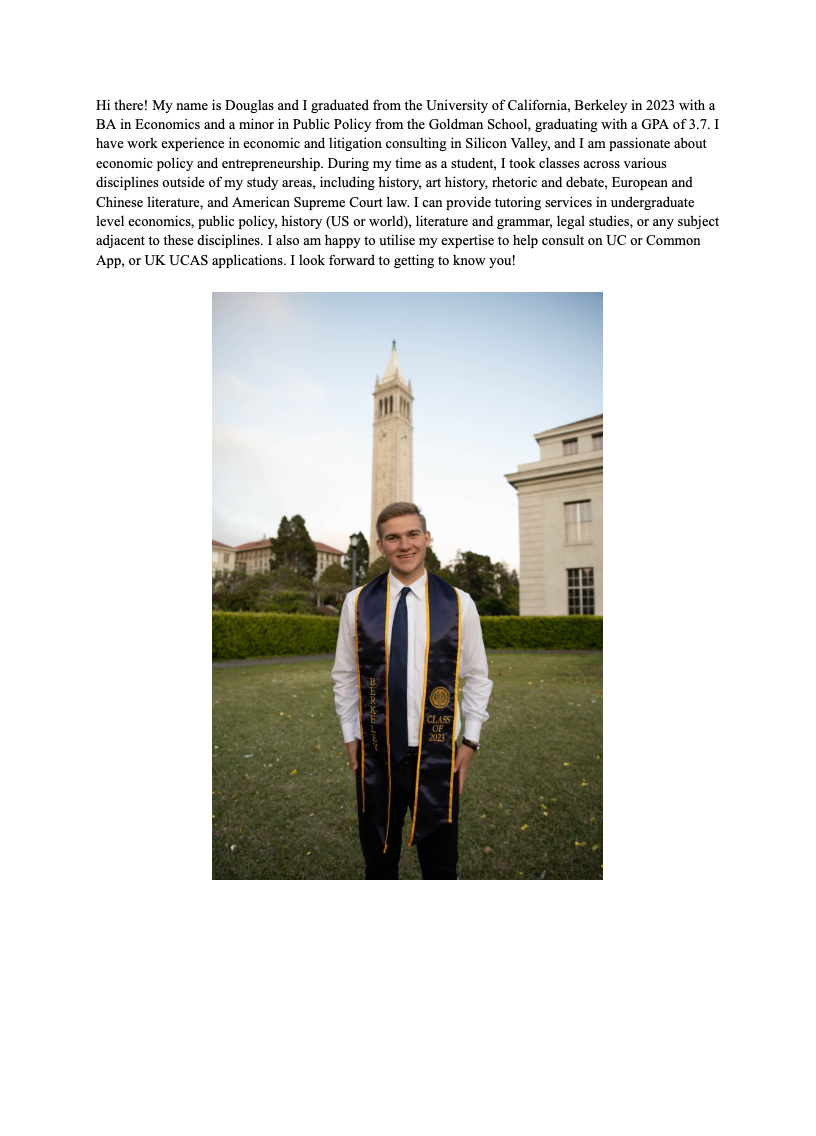 Hi there! My name is Douglas and I graduated from the University of California, Berkeley in 2023 with a
BA in Economics and a minor in Public Policy from the Goldman School, graduating with a GPA of 3.7. I
have work experience in economic and litigation consulting in Silicon Valley, and I am passionate about
economic policy and entrepreneurship. During my time as a student, I took classes across various
disciplines outside of my study areas, including history, art history, rhetoric and debate, European and
Chinese literature, and American Supreme Court law. I can provide tutoring services in undergraduate
level economics, public policy, history (US or world), literature and grammar, legal studies, or any subject
adjacent to these disciplines. I also am happy to utilise my expertise to help consult on UC or Common
App, or UK UCAS applications. I look forward to getting to know you!
BERKELEY
CLASS
OF
2023